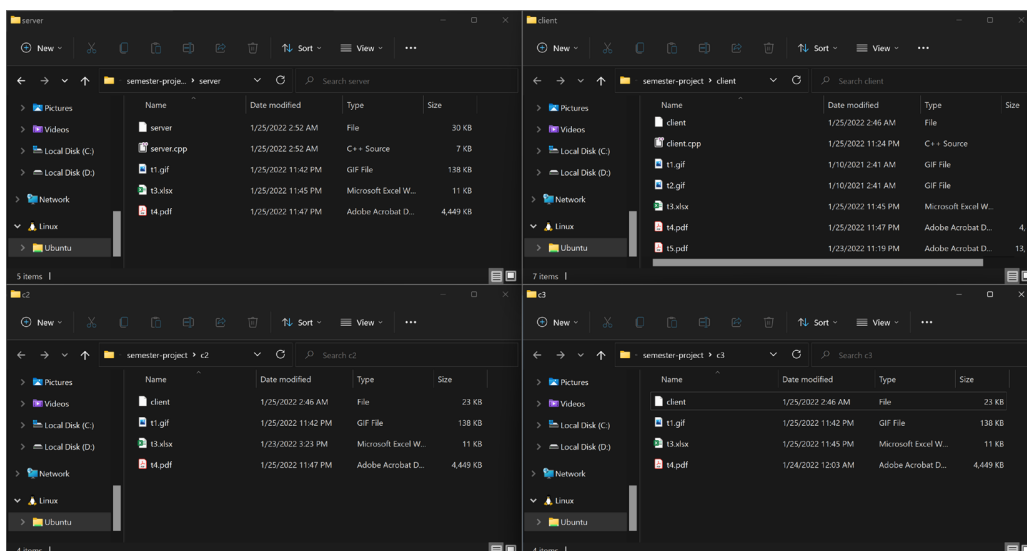 server
New
Sort
View
•••
semester-proje... > server
Search server
Name Date modified Type Size
Pictures
Videos
Local Disk (C:)
Local Disk (D:)
Network
Linux
Ubuntu
server 1/25/2022 2:52 AM File 30 KB
server.cpp 1/25/2022 2:52 AM C++ Source 7 KB
t1.gif 1/25/2022 11:42 PM GIF File 138 KB
t3.xlsx 1/25/2022 11:45 PM Microsoft Excel W... 11 KB
t4.pdf 1/25/2022 11:47 PM Adobe Acrobat D... 4,449 KB
5 items
client
New
Sort
View
•••
semester-project > client
Search client
Name Date modified Type Size
Pictures
Videos
Local Disk (C:)
Local Disk (D:)
Network
Linux
Ubuntu
client 1/25/2022 2:46 AM File
client.cpp 1/25/2022 11:24 PM C++ Source
t1.gif 1/10/2021 2:41 AM GIF File
t2.gif 1/10/2021 2:41 AM GIF File
t3.xlsx 1/25/2022 11:45 PM Microsoft Excel W...
t4.pdf 1/25/2022 11:47 PM Adobe Acrobat D... 4,
t5.pdf 1/23/2022 11:19 PM Adobe Acrobat D... 13,
7 items
c2
New
Sort
View
•••
semester-project > c2
Search c2
Name Date modified Type Size
Pictures
Videos
Local Disk (C:)
Local Disk (D:)
Network
Linux
Ubuntu
client 1/25/2022 2:46 AM File 23 KB
t1.gif 1/25/2022 11:42 PM GIF File 138 KB
t3.xlsx 1/23/2022 3:23 PM Microsoft Excel W... 11 KB
t4.pdf 1/25/2022 11:47 PM Adobe Acrobat D... 4,449 KB
4 items
c3
New
Sort
View
•••
semester-project > c3
Search c3
Name Date modified Type Size
Pictures
Videos
Local Disk (C:)
Local Disk (D:)
Network
Linux
Ubuntu
client 1/25/2022 2:46 AM File 23 KB
t1.gif 1/25/2022 11:42 PM GIF File 138 KB
t3.xlsx 1/25/2022 11:45 PM Microsoft Excel W... 11 KB
t4.pdf 1/24/2022 12:03 AM Adobe Acrobat D... 4,449 KB
4 items